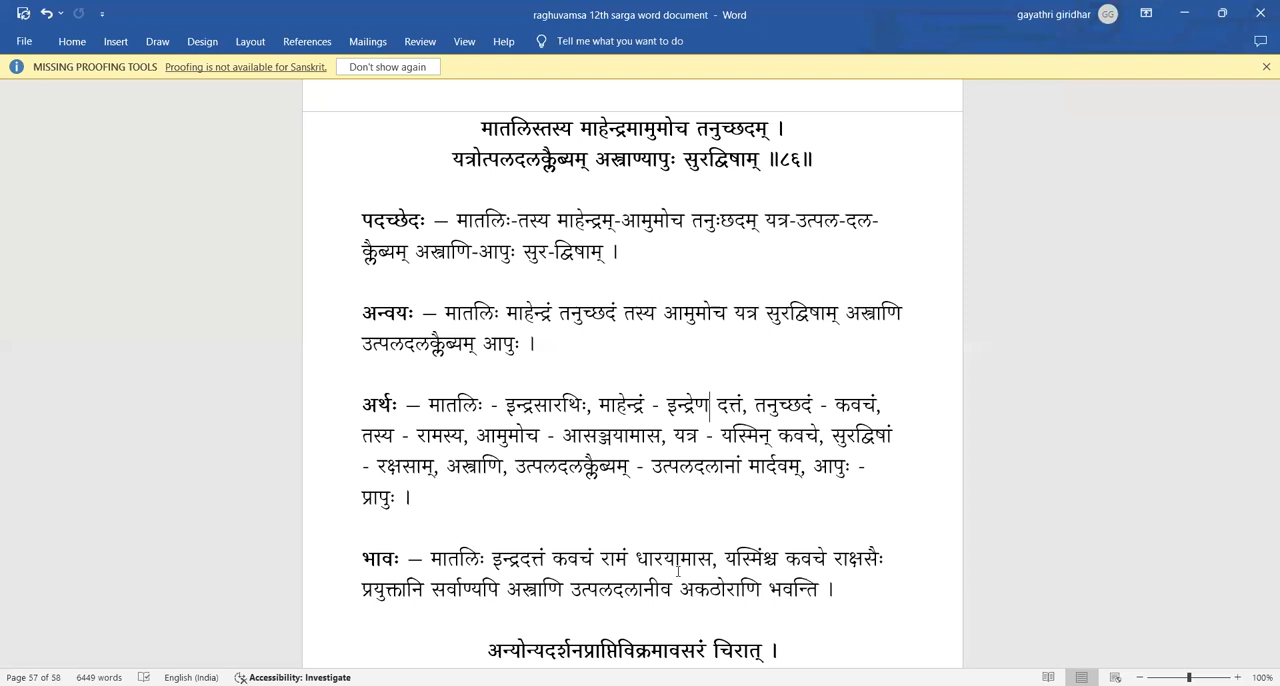 raghuvamsa 12th sarga word document - Word
gayathri giridhar GG
File Home Insert Draw Design Layout References Mailings Review View Help Tell me what you want to do
MISSING PROOFING TOOLS Proofing is not available for Sanskrit. Don't show again
मातलिस्तस्य माहेन्द्रमामुमोच तनुच्छदम् ।
यत्रोत्पलदलक्लैब्यम् अस्त्राण्यापुः सुरद्विषाम् ॥८६॥
पदच्छेदः – मातलिः-तस्य माहेन्द्रम्-आमुमोच तनुःछदम् यत्र-उत्पल-दल-
क्लैब्यम् अस्त्राणि-आपुः सुर-द्विषाम् ।
अन्वयः – मातलिः माहेन्द्रं तनुच्छदं तस्य आमुमोच यत्र सुरद्विषाम् अस्त्राणि
उत्पलदलक्लैब्यम् आपुः ।
अर्थः – मातलिः - इन्द्रसारथिः, माहेन्द्रं - इन्द्रेण दत्तं, तनुच्छदं - कवचं,
तस्य - रामस्य, आमुमोच - आसञ्जयामास, यत्र - यस्मिन् कवचे, सुरद्विषां
- रक्षसाम्, अस्त्राणि, उत्पलदलक्लैब्यम् - उत्पलदलानां मार्दवम्, आपुः -
प्रापुः ।
भावः – मातलिः इन्द्रदत्तं कवचं रामं धारयामास, यस्मिंश्च कवचे राक्षसैः
प्रयुक्तानि सर्वाण्यपि अस्त्राणि उत्पलदलानीव अकठोराणि भवन्ति ।
अन्योन्यदर्शनप्राप्तिविक्रमावसरं चिरात् ।
Page 57 of 58 6449 words English (India) Accessibility: Investigate 100%